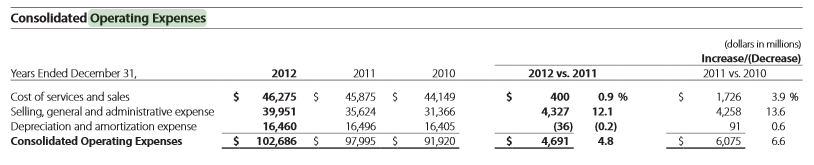 Consolidated Operating Expenses
(dollars in millions)
Increase/(Decrease)
Years Ended December 31, 2012 2011 2010 2012 vs. 2011 2011 vs. 2010
Cost of services and sales $ 46,275 $ 45,875 $ 44,149 $ 400 0.9 % $ 1,726 3.9 %
Selling, general and administrative expense 39,951 35,624 31,366 4,327 12.1 4,258 13.6
Depreciation and amortization expense 16,460 16,496 16,405 (36) (0.2) 91 0.6
Consolidated Operating Expenses $ 102,686 $ 97,995 $ 91,920 $ 4,691 4.8 $ 6,075 6.6